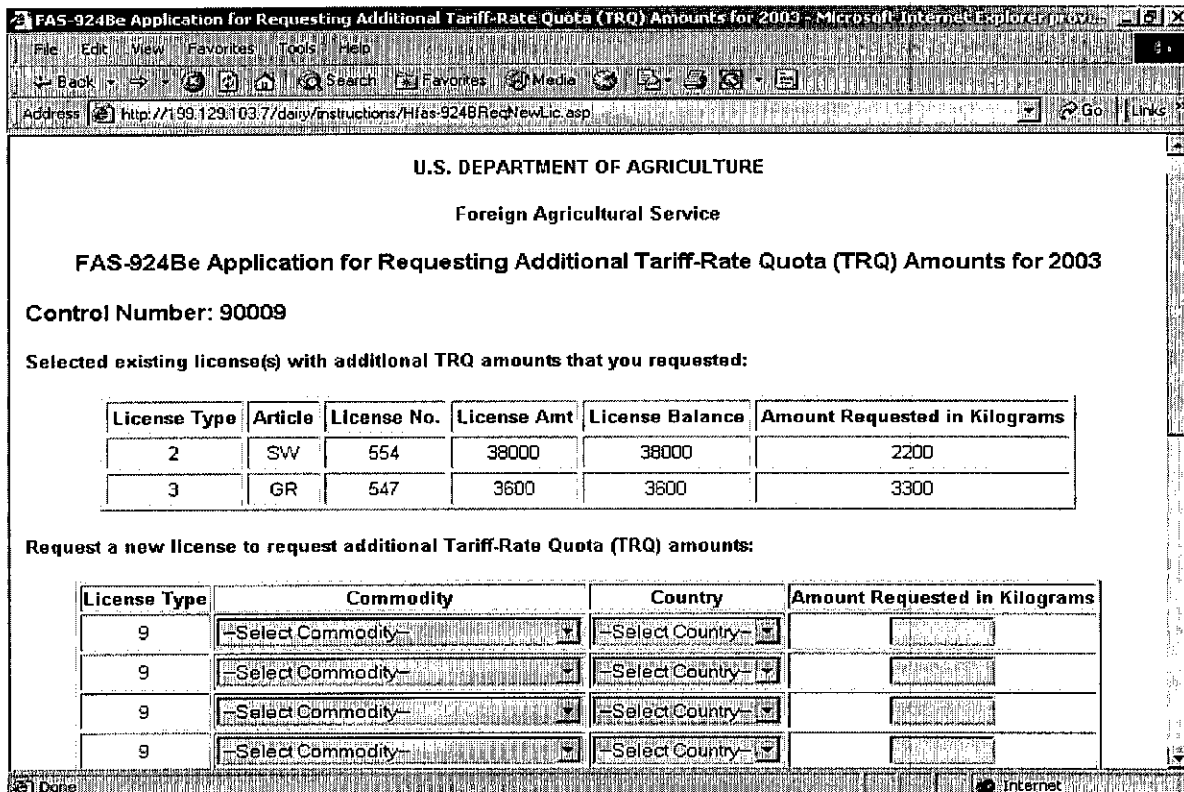 FAS-924Be Application for Requesting Additional Tariff-Rate Quota (TRQ) Amounts for 2003 - Microsoft Internet Explorer provi...
File Edit View Favorites Tools Help
Back Search Favorites Media
Address http://199.129.103.7/dairy/instructions/Hfas-924BReqNewLic.asp Go Links »
U.S. DEPARTMENT OF AGRICULTURE
Foreign Agricultural Service
FAS-924Be Application for Requesting Additional Tariff-Rate Quota (TRQ) Amounts for 2003
Control Number: 90009
Selected existing license(s) with additional TRQ amounts that you requested:
License Type Article License No. License Amt License Balance Amount Requested in Kilograms
2 SW 554 38000 38000 2200
3 GR 547 3600 3600 3300
Request a new license to request additional Tariff-Rate Quota (TRQ) amounts:
License Type Commodity Country Amount Requested in Kilograms
9 --Select Commodity-- --Select Country--
9 --Select Commodity-- --Select Country--
9 --Select Commodity-- --Select Country--
9 --Select Commodity-- --Select Country--
Done Internet